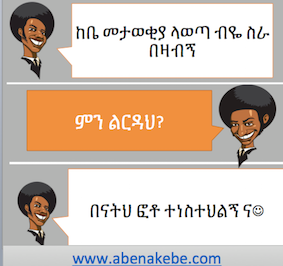 ከቤ መታወቂያ ላወጣ ብዬ ስራ
በዛብኝ
ምን ልርዳህ?
በናትህ ፎቶ ተነስተህልኝ ና☺
www.abenakebe.com